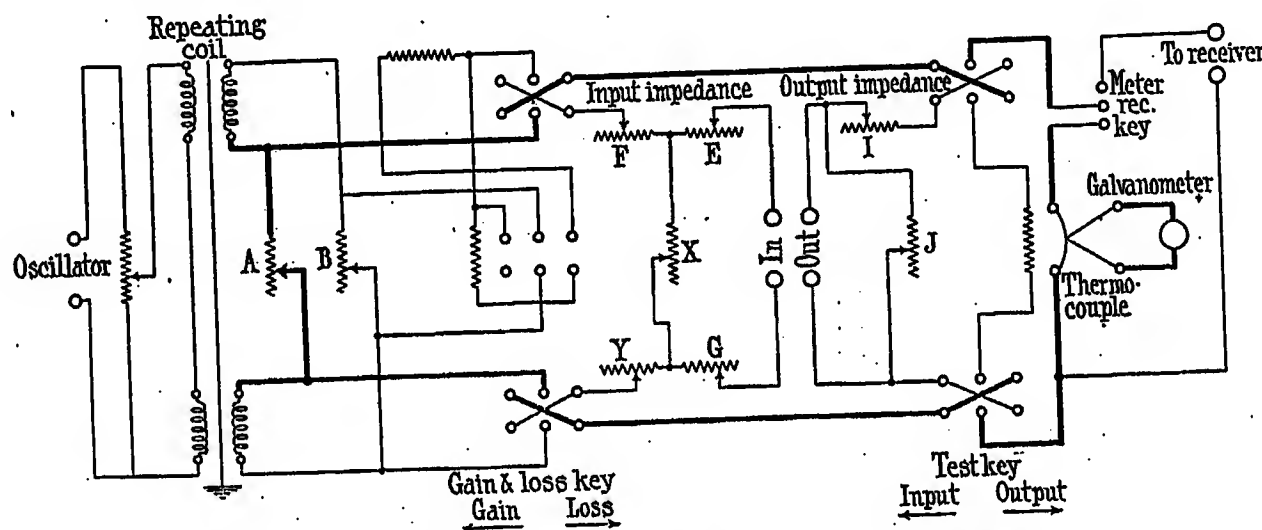 Repeating
coil
To receiver
Input impedance
Output impedance
Meter
rec.
key
F
E
I
Galvanometer
Oscillator
A
B
X
In
Out
J
Thermo-
couple
Y
G
Gain & loss key
Gain Loss
Test key
Input Output